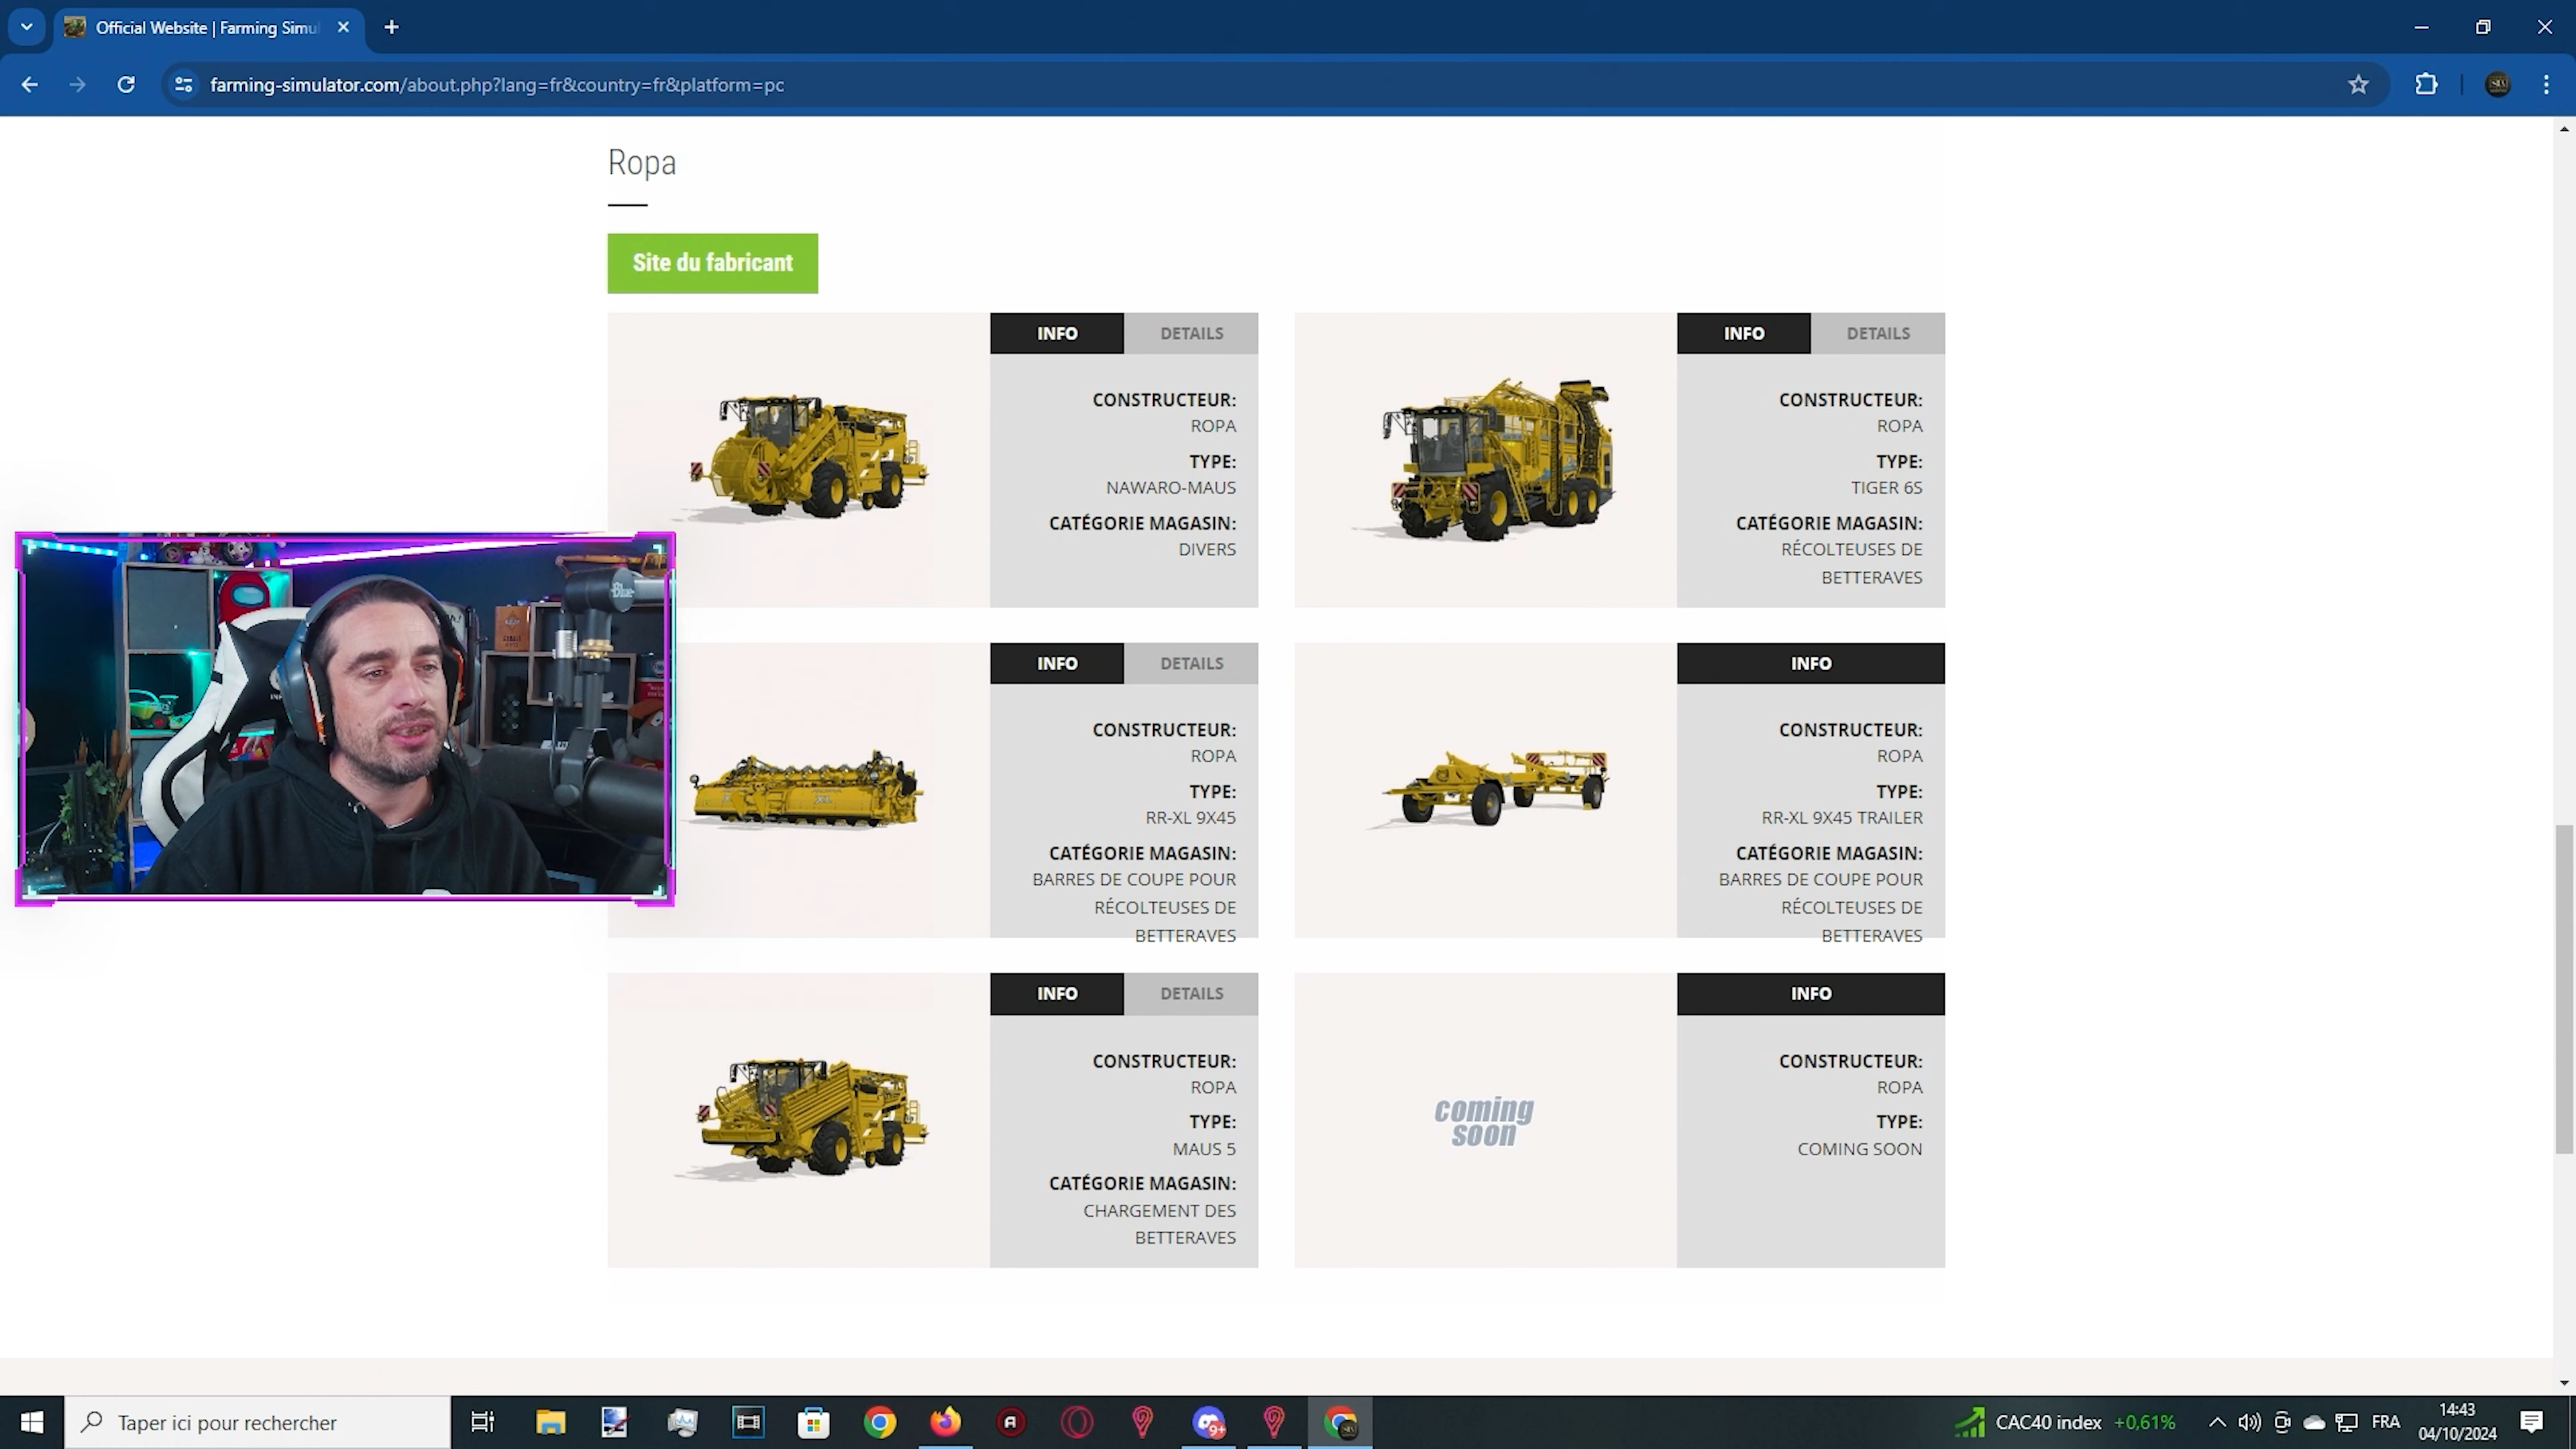 Official Website | Farming Simu
farming-simulator.com/about.php?lang=fr&country=fr&platform=pc
Ropa
Site du fabricant
INFO
DETAILS
CONSTRUCTEUR:
ROPA
TYPE:
NAWARO-MAUS
CATÉGORIE MAGASIN:
DIVERS
INFO
DETAILS
CONSTRUCTEUR:
ROPA
TYPE:
TIGER 6S
CATÉGORIE MAGASIN:
RÉCOLTEUSES DE
BETTERAVES
INFO
DETAILS
CONSTRUCTEUR:
ROPA
TYPE:
RR-XL 9X45
CATÉGORIE MAGASIN:
BARRES DE COUPE POUR
RÉCOLTEUSES DE
BETTERAVES
INFO
CONSTRUCTEUR:
ROPA
TYPE:
RR-XL 9X45 TRAILER
CATÉGORIE MAGASIN:
BARRES DE COUPE POUR
RÉCOLTEUSES DE
BETTERAVES
INFO
DETAILS
CONSTRUCTEUR:
ROPA
TYPE:
MAUS 5
CATÉGORIE MAGASIN:
CHARGEMENT DES
BETTERAVES
coming
soon
INFO
CONSTRUCTEUR:
ROPA
TYPE:
COMING SOON
Blue
Taper ici pour rechercher
9+
CAC40 index +0,61%
FRA
14:43
04/10/2024